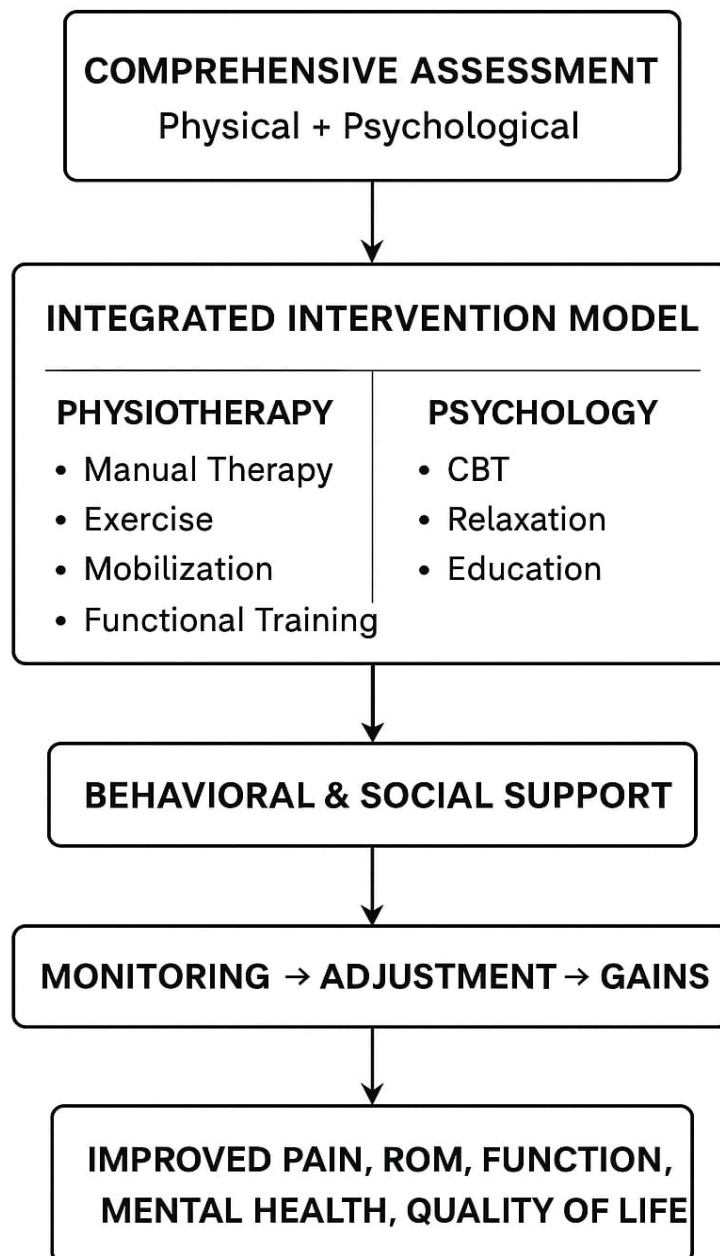 COMPREHENSIVE ASSESSMENT
Physical + Psychological
INTEGRATED INTERVENTION MODEL
PHYSIOTHERAPY
• Manual Therapy
• Exercise
• Mobilization
• Functional Training
PSYCHOLOGY
• CBT
• Relaxation
• Education
BEHAVIORAL & SOCIAL SUPPORT
MONITORING → ADJUSTMENT → GAINS
IMPROVED PAIN, ROM, FUNCTION,
MENTAL HEALTH, QUALITY OF LIFE